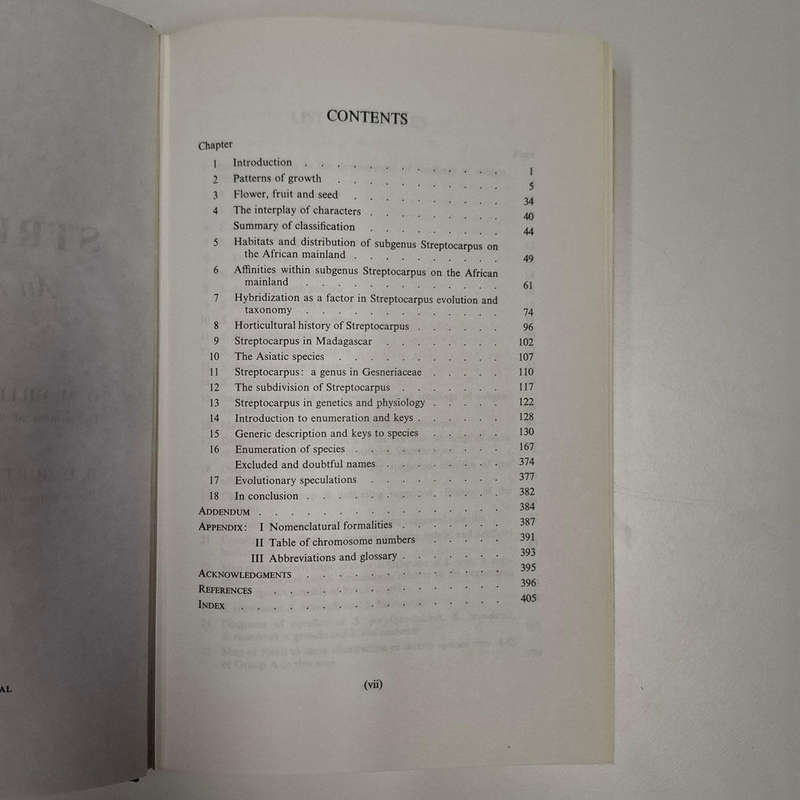 CONTENTS
Chapter
1 Introduction . . . . . . . . . . 1
2 Patterns of growth . . . . . . . . . 5
3 Flower, fruit and seed . . . . . . . . 34
4 The interplay of characters . . . . . . . . 40
Summary of classification . . . . . . . . 44
5 Habitats and distribution of subgenus Streptocarpus on
the African mainland . . . . . . . . . 49
6 Affinities within subgenus Streptocarpus on the African
mainland . . . . . . . . . . 61
7 Hybridization as a factor in Streptocarpus evolution and
taxonomy . . . . . . . . . . 74
8 Horticultural history of Streptocarpus . . . . . . 96
9 Streptocarpus in Madagascar . . . . . . . 102
10 The Asiatic species . . . . . . . . . 107
11 Streptocarpus: a genus in Gesneriaceae . . . . . 110
12 The subdivision of Streptocarpus . . . . . . 117
13 Streptocarpus in genetics and physiology . . . . . 122
14 Introduction to enumeration and keys . . . . . . 128
15 Generic description and keys to species . . . . . 130
16 Enumeration of species . . . . . . . . 167
Excluded and doubtful names . . . . . . . 374
17 Evolutionary speculations . . . . . . . . 377
18 In conclusion . . . . . . . . . . 382
ADDENDUM . . . . . . . . . . . . 384
APPENDIX: I Nomenclatural formalities . . . . . . 387
II Table of chromosome numbers . . . . . 391
III Abbreviations and glossary . . . . . . 393
ACKNOWLEDGMENTS . . . . . . . . . . 395
REFERENCES . . . . . . . . . . . 396
INDEX . . . . . . . . . . . . 405
(vii)
AL